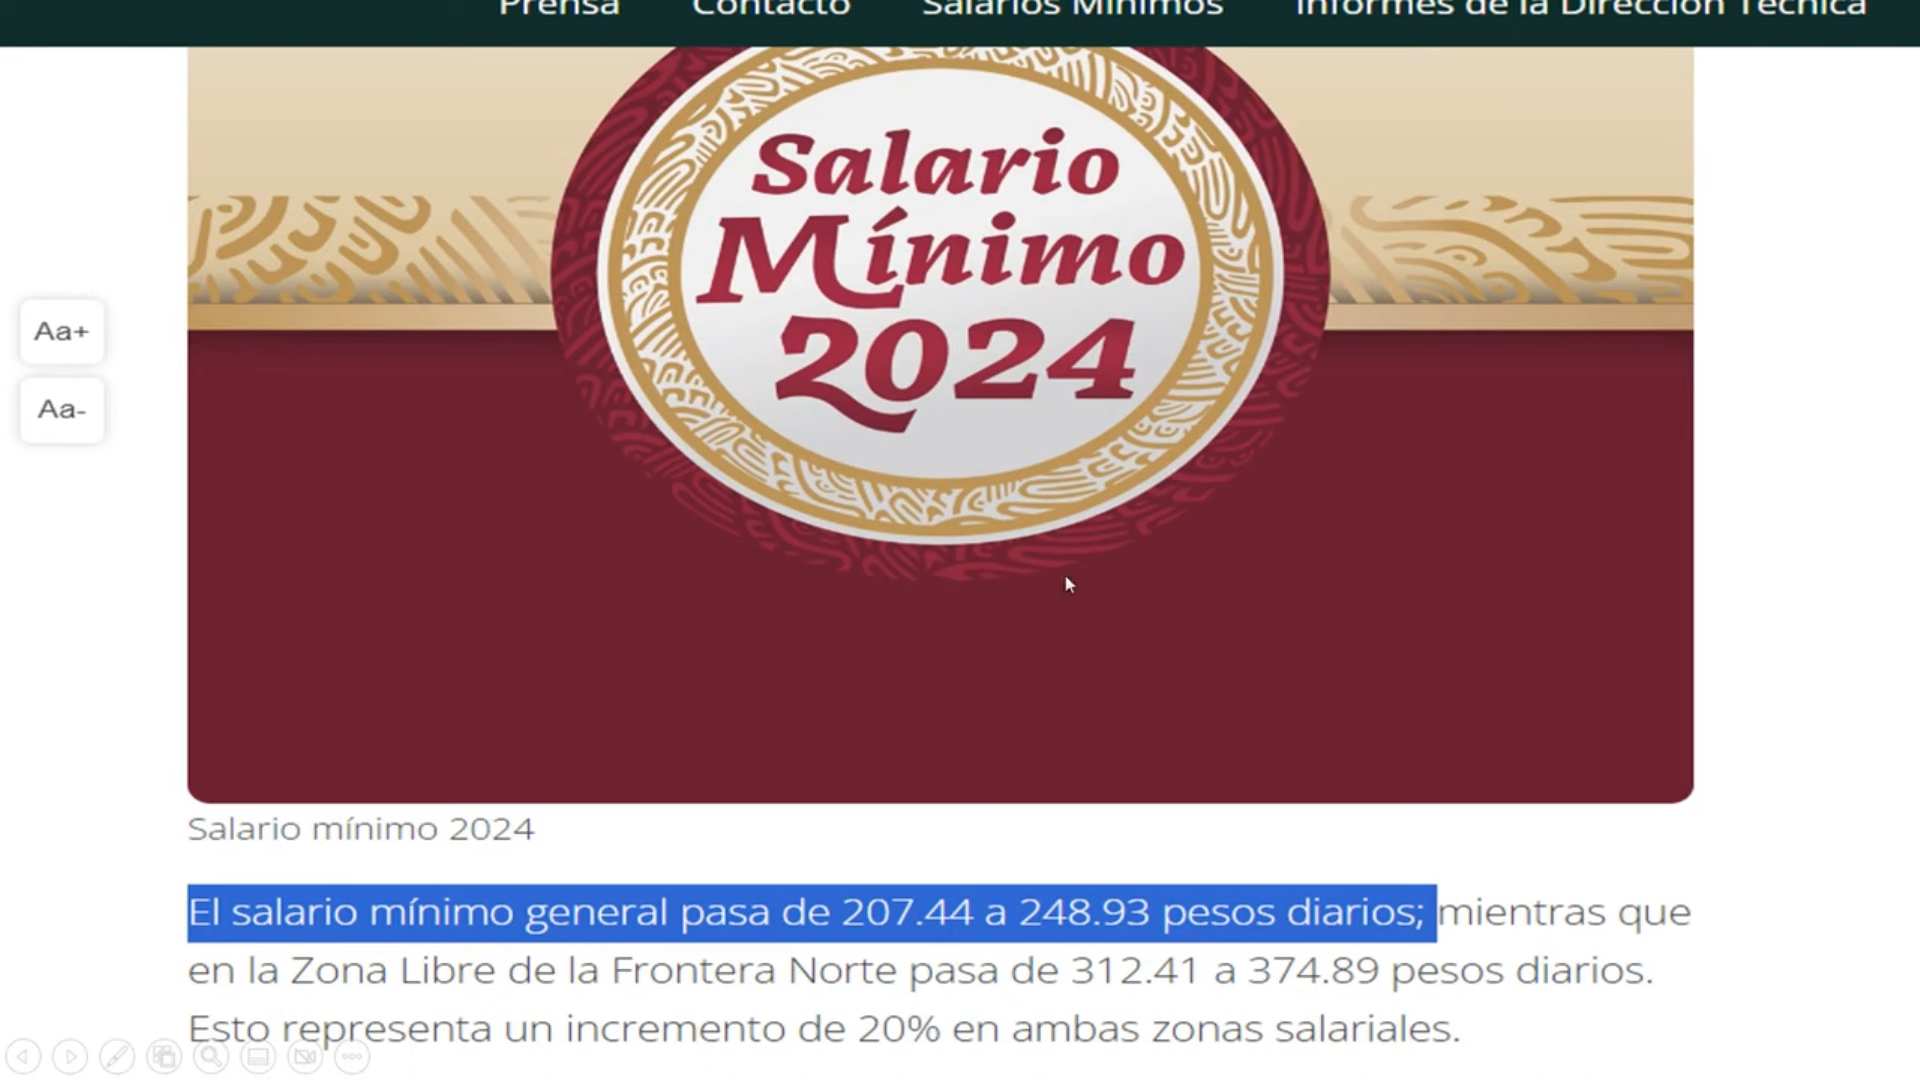 Prensa Contacto Salarios Mínimos Informes de la Dirección Técnica
Salario
Mínimo
2024
Aa+
Aa-
Salario mínimo 2024
El salario mínimo general pasa de 207.44 a 248.93 pesos diarios; mientras que
en la Zona Libre de la Frontera Norte pasa de 312.41 a 374.89 pesos diarios.
Esto representa un incremento de 20% en ambas zonas salariales.